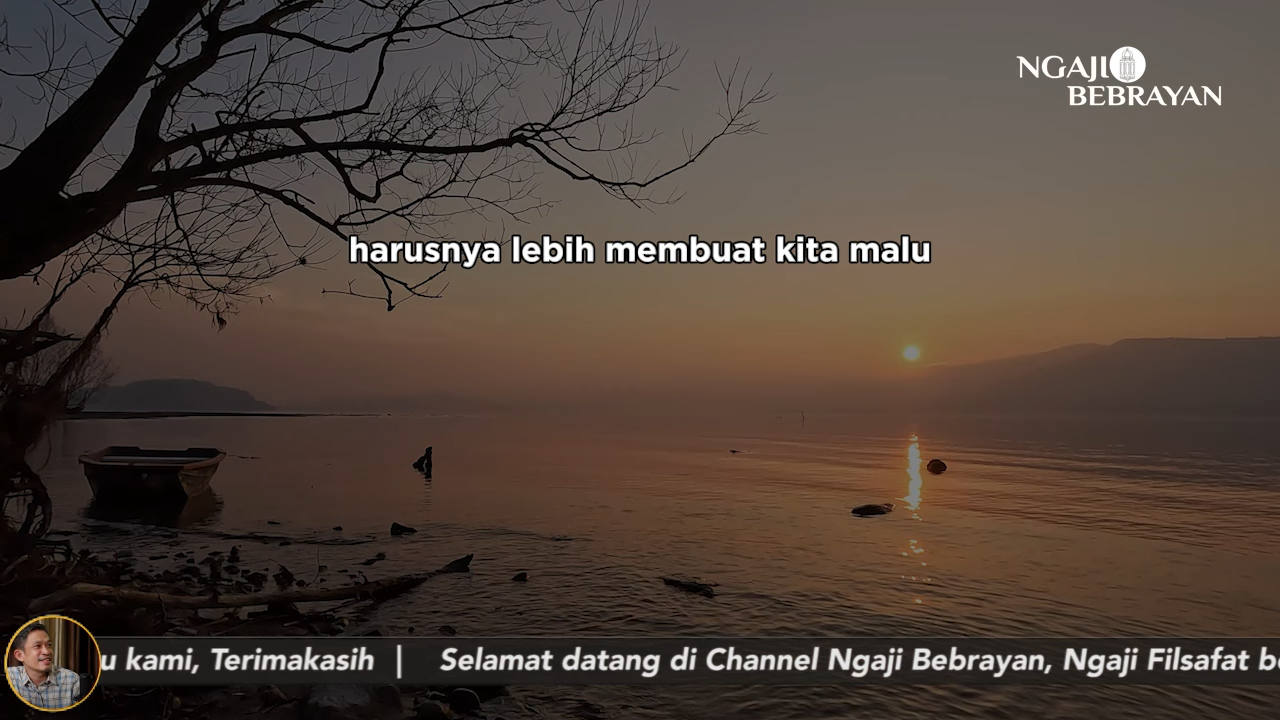 NGAJI
BEBRAYAN
harusnya lebih membuat kita malu
u kami, Terimakasih | Selamat datang di Channel Ngaji Bebrayan, Ngaji Filsafat